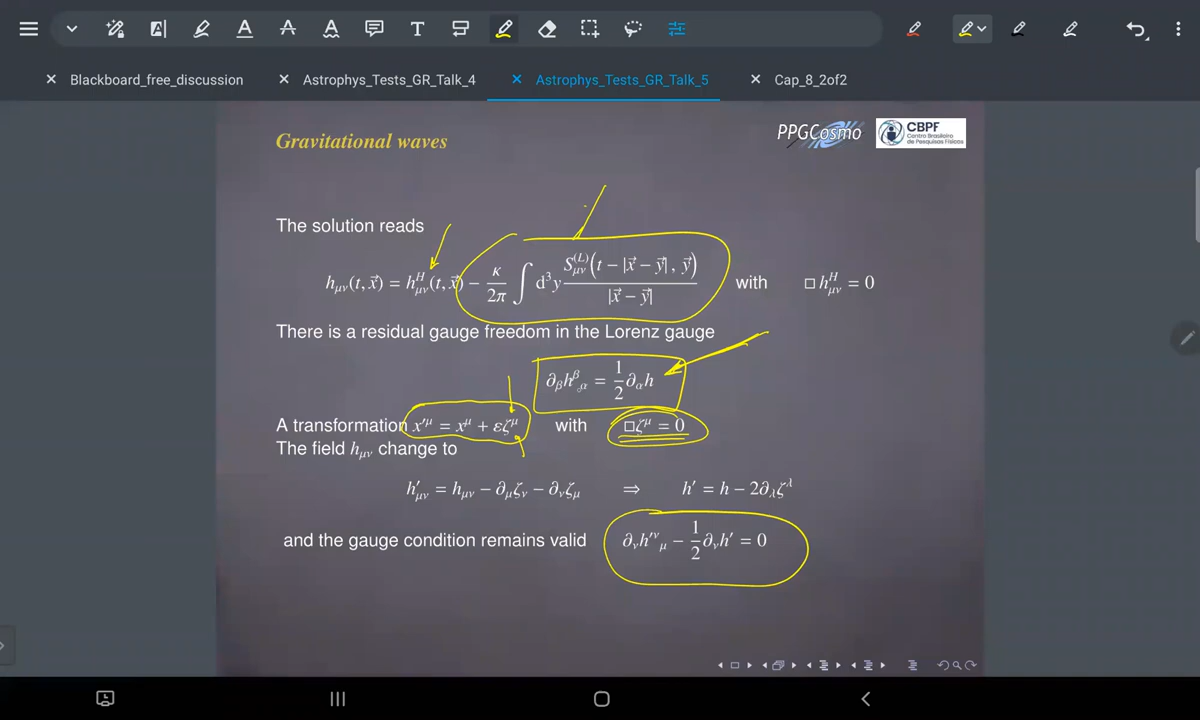 Blackboard_free_discussion
Astrophys_Tests_GR_Talk_4
Astrophys_Tests_GR_Talk_5
Cap_8_2of2
Gravitational waves
PPGCosmo
CBPF
Centro Brasileiro
de Pesquisas Físicas
The solution reads
h_{μν}(t, \vec{x}) = h^H_{μν}(t, \vec{x}) − \frac{κ}{2π} ∫ d³y \frac{S^{(L)}_{μν}(t − |\vec{x} − \vec{y}|, \vec{y})}{|\vec{x} − \vec{y}|} with □ h^H_{μν} = 0
There is a residual gauge freedom in the Lorenz gauge
∂_β h^β_α = \frac{1}{2} ∂_α h
A transformation x'^μ = x^μ + εζ^μ with □ζ^μ = 0
The field h_{μν} change to
h'_{μν} = h_{μν} − ∂_μ ζ_ν − ∂_ν ζ_μ ⇒ h' = h − 2∂_λ ζ^λ
and the gauge condition remains valid ∂_ν h'^ν_μ − \frac{1}{2} ∂_ν h' = 0